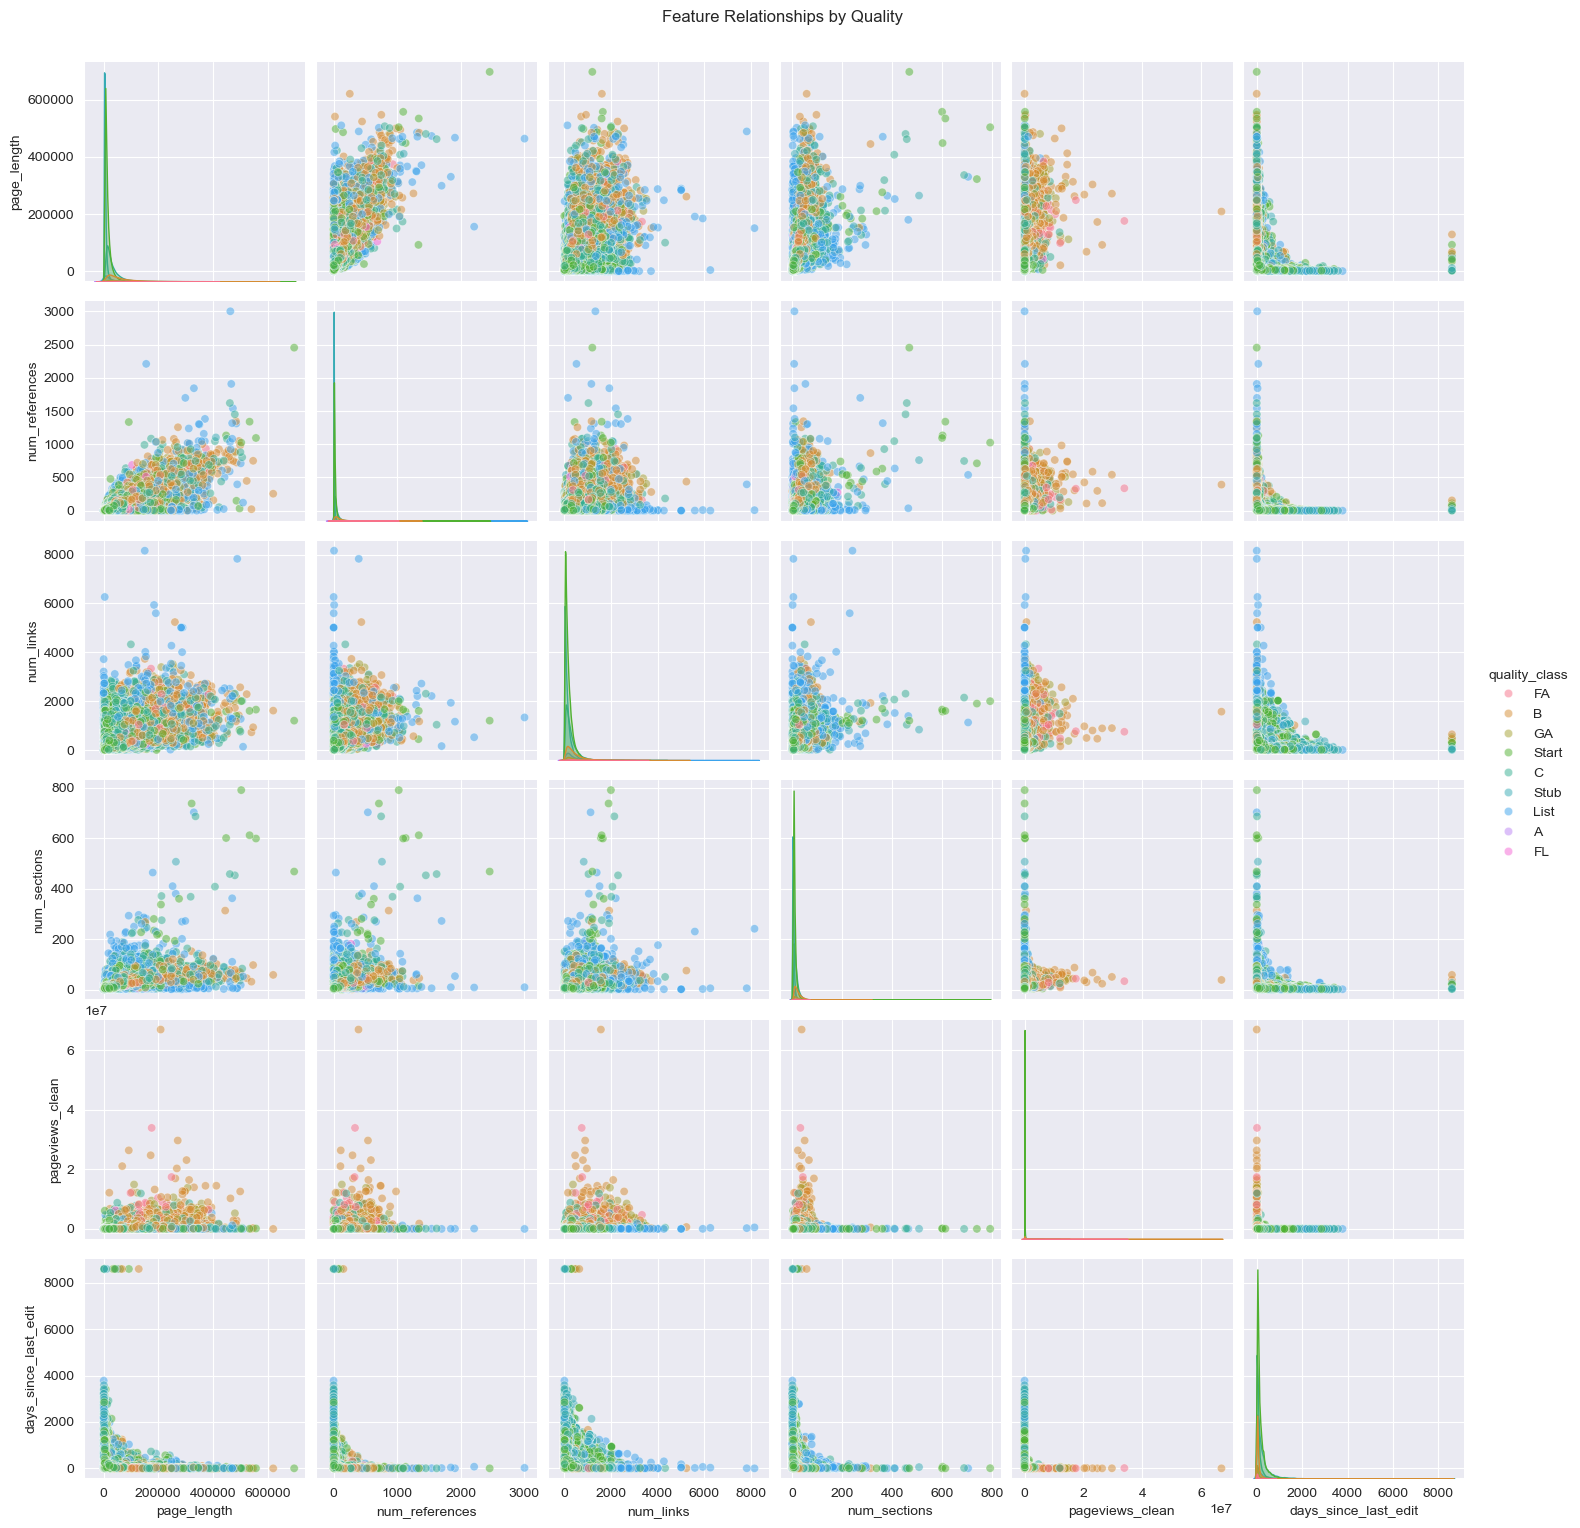 Feature Relationships by Quality
600000
400000
200000
0
page_length
3000
2500
2000
1500
1000
500
0
num_references
8000
6000
4000
2000
0
num_links
800
600
400
200
0
num_sections
1e7
6
4
2
0
pageviews_clean
8000
6000
4000
2000
0
days_since_last_edit
0 200000 400000 600000
page_length
0 1000 2000 3000
num_references
0 2000 4000 6000 8000
num_links
0 200 400 600 800
num_sections
0 2 4 6
pageviews_clean 1e7
0 2000 4000 6000 8000
days_since_last_edit
quality_class
FA
B
GA
Start
C
Stub
List
A
FL